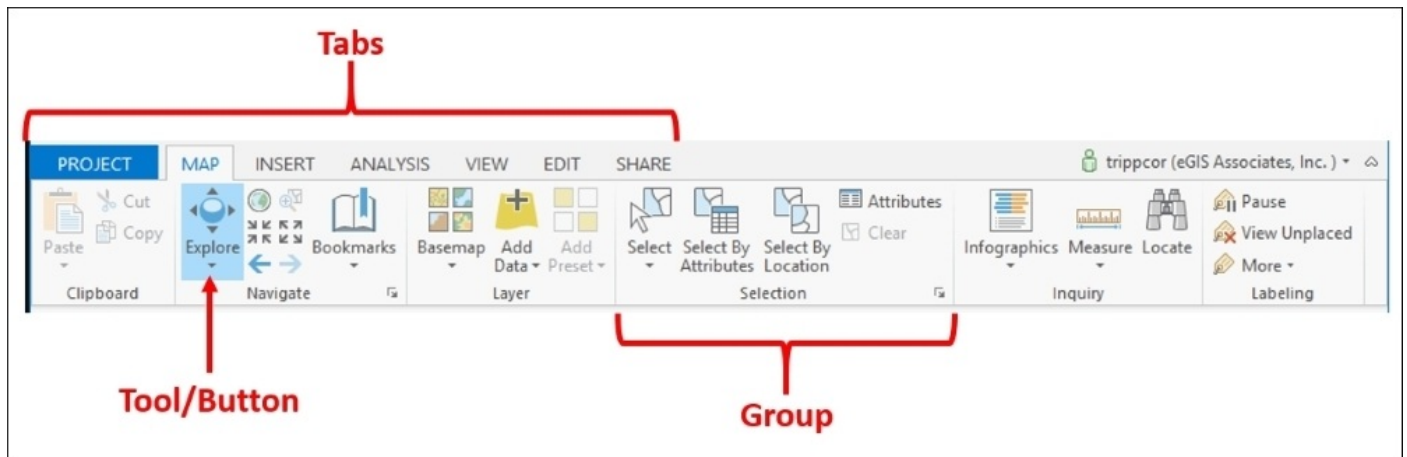 Tabs
PROJECT MAP INSERT ANALYSIS VIEW EDIT SHARE trippcor (eGIS Associates, Inc. )
Paste
Cut
Copy
Clipboard
Explore
Bookmarks
Navigate
Basemap
Add
Data
Add
Preset
Layer
Select
Select By
Attributes
Select By
Location
Attributes
Clear
Selection
Infographics
Measure
Locate
Inquiry
Pause
View Unplaced
More
Labeling
Tool/Button
Group